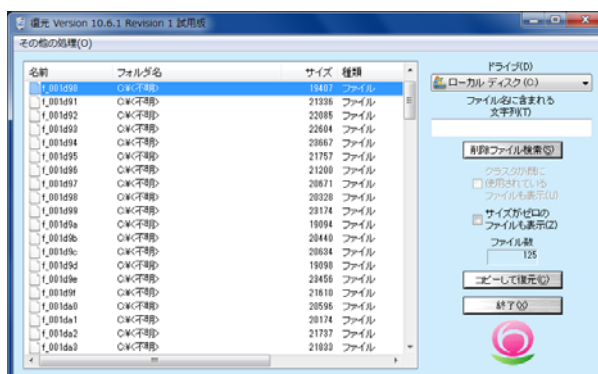 復元 Version 10.6.1 Revision 1 試用版
その他の処理(O)
名前 フォルダ名 サイズ 種類
f_001d90 C:¥<不明> 19407 ファイル
f_001d91 C:¥<不明> 21336 ファイル
f_001d92 C:¥<不明> 22085 ファイル
f_001d93 C:¥<不明> 22604 ファイル
f_001d94 C:¥<不明> 23667 ファイル
f_001d95 C:¥<不明> 21757 ファイル
f_001d96 C:¥<不明> 21200 ファイル
f_001d97 C:¥<不明> 20671 ファイル
f_001d98 C:¥<不明> 20328 ファイル
f_001d99 C:¥<不明> 23174 ファイル
f_001d9a C:¥<不明> 19094 ファイル
f_001d9b C:¥<不明> 20440 ファイル
f_001d9c C:¥<不明> 20634 ファイル
f_001d9d C:¥<不明> 19098 ファイル
f_001d9e C:¥<不明> 23456 ファイル
f_001d9f C:¥<不明> 21610 ファイル
f_001da0 C:¥<不明> 20596 ファイル
f_001da1 C:¥<不明> 20174 ファイル
f_001da2 C:¥<不明> 21737 ファイル
f_001da3 C:¥<不明> 21833 ファイル
ドライブ(D)
ローカル ディスク (C:)
ファイル名に含まれる
文字列(T)
削除ファイル検索(S)
クラスタが既に
使用されている
ファイルも表示(U)
サイズがゼロの
ファイルも表示(Z)
ファイル数
125
コピーして復元(C)
終了(X)